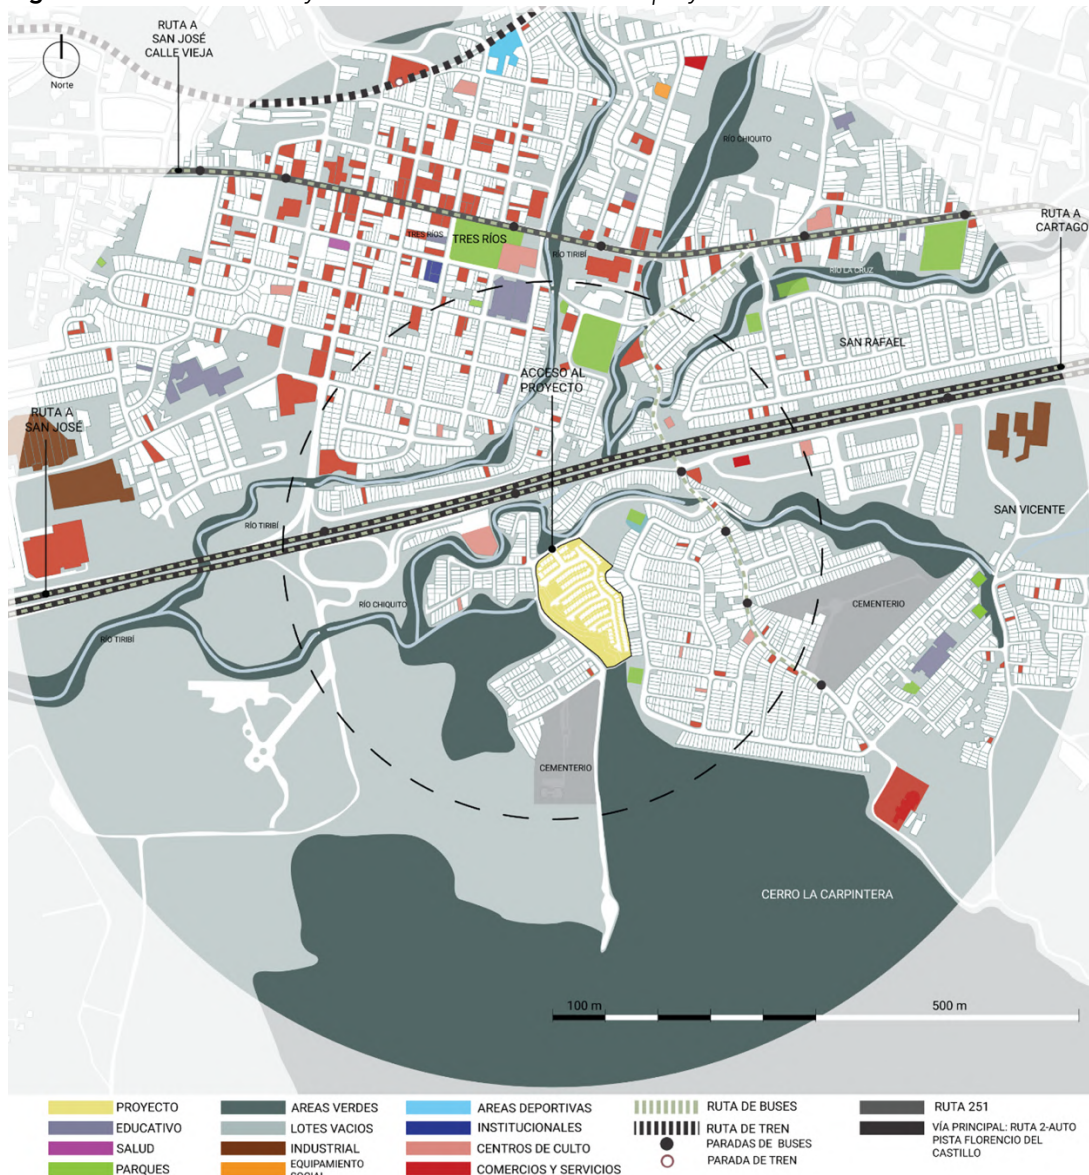 RUTA A
SAN JOSÉ
CALLE VIEJA
Norte
RÍO CHIQUITO
RUTA A
CARTAGO
TRES RÍOS
TRES RÍOS
RÍO TIRIBÍ
RÍO LA CRUZ
SAN RAFAEL
ACCESO AL
PROYECTO
RUTA A
SAN JOSÉ
SAN VICENTE
RÍO TIRIBÍ
RÍO CHIQUITO
CEMENTERIO
RÍO TIRIBÍ
CEMENTERIO
CERRO LA CARPINTERA
100 m
500 m
PROYECTO
EDUCATIVO
SALUD
PARQUES
AREAS VERDES
LOTES VACIOS
INDUSTRIAL
EQUIPAMIENTO
AREAS DEPORTIVAS
INSTITUCIONALES
CENTROS DE CULTO
COMERCIOS Y SERVICIOS
RUTA DE BUSES
RUTA DE TREN
PARADAS DE BUSES
PARADA DE TREN
RUTA 251
VÍA PRINCIPAL: RUTA 2-AUTO
PISTA FLORENCIO DEL
CASTILLO